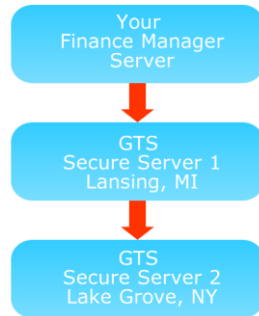 Your
Finance Manager
Server
GTS
Secure Server 1
Lansing, MI
GTS
Secure Server 2
Lake Grove, NY